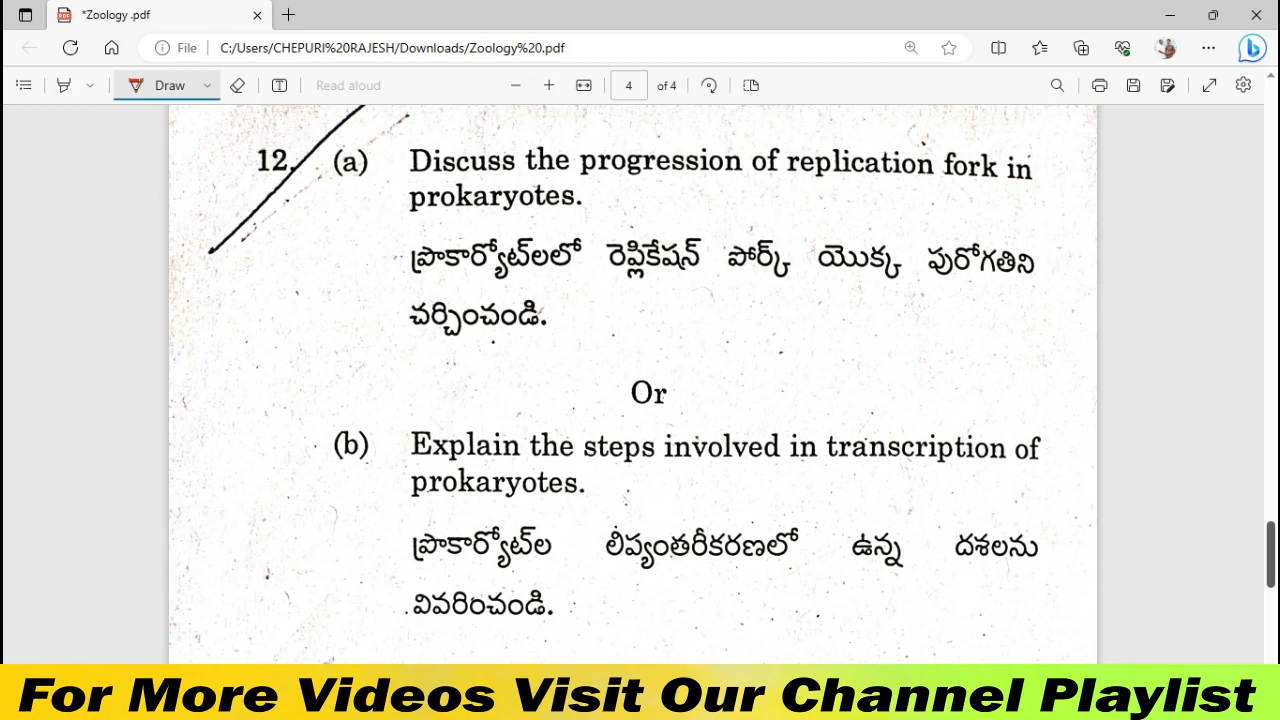 *Zoology .pdf
File C:/Users/CHEPURI%20RAJESH/Downloads/Zoology%20.pdf
Draw Read aloud 4 of 4
12. (a) Discuss the progression of replication fork in
prokaryotes.
ప్రొకార్యోట్‌లలో రెప్లికేషన్ పోర్క్ యొక్క పురోగతిని
చర్చించండి.
Or
(b) Explain the steps involved in transcription of
prokaryotes.
ప్రొకార్యోట్‌ల లిప్యంతరీకరణలో ఉన్న దశలను
వివరించండి.
For More Videos Visit Our Channel Playlist